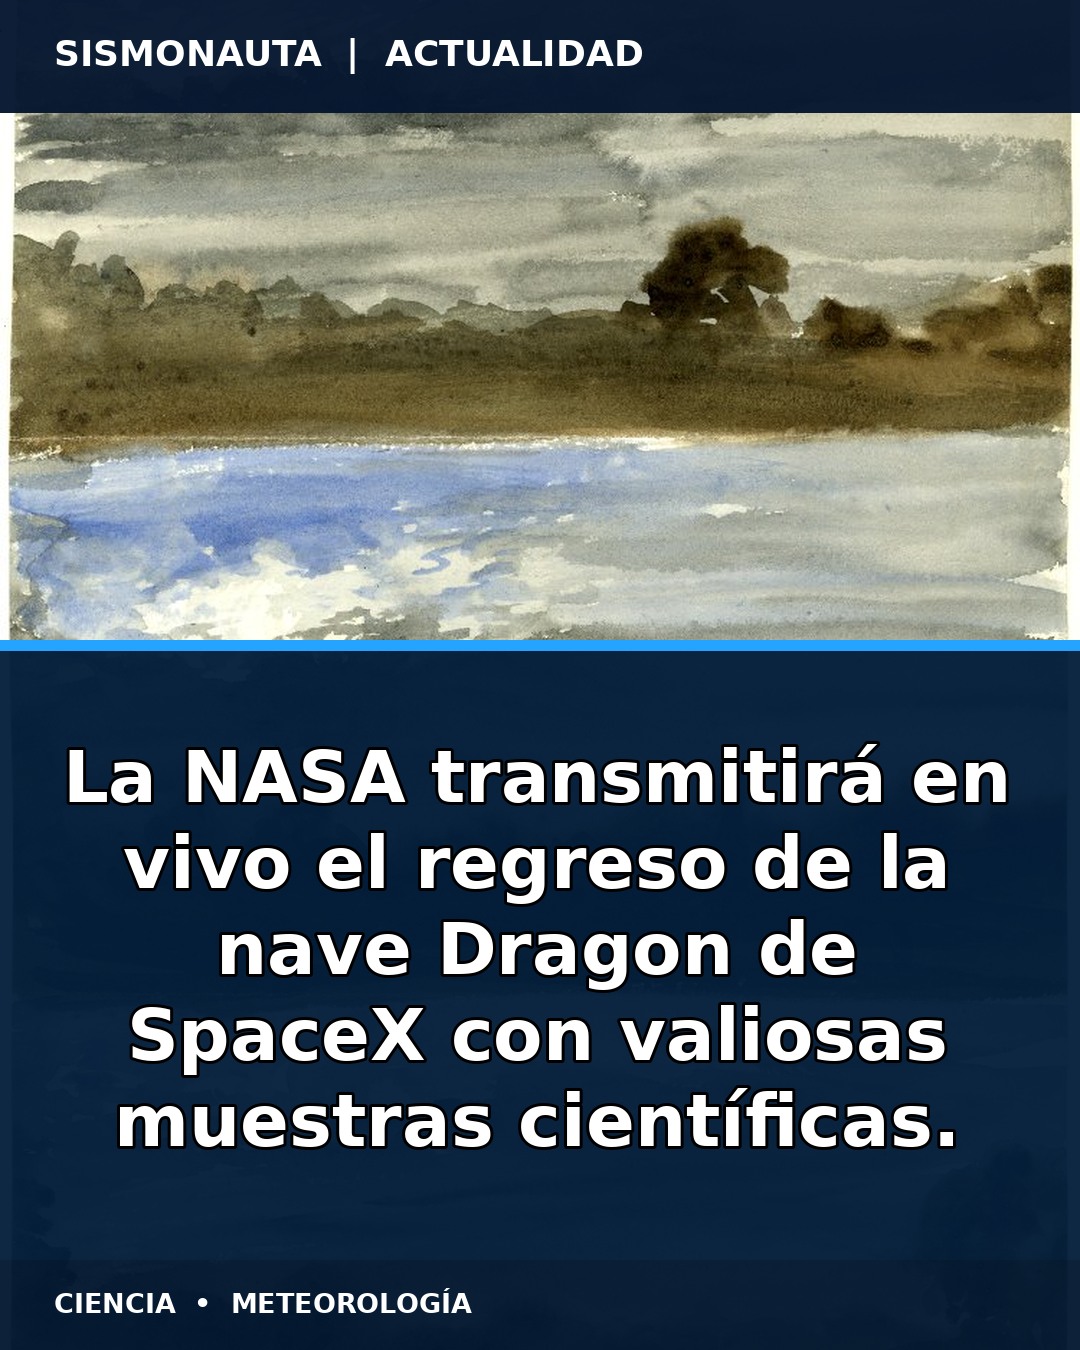 SISMONAUTA | ACTUALIDAD
La NASA transmitirá en
vivo el regreso de la
nave Dragon de
SpaceX con valiosas
muestras científicas.
CIENCIA • METEOROLOGÍA